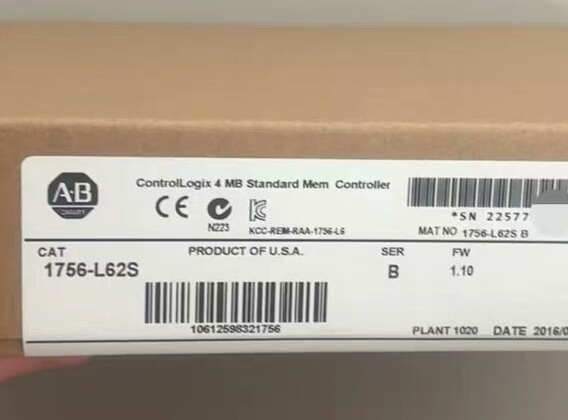 A·B
QUALITY
ControlLogix 4 MB Standard Mem Controller
CE
N223
KCC-REM-RAA-1756-L6
*SN 22577
MAT NO 1756-L62S B
CAT
1756-L62S
PRODUCT OF U.S.A.
SER
B
FW
1.10
10612598321756
PLANT 1020 DATE 2016/0